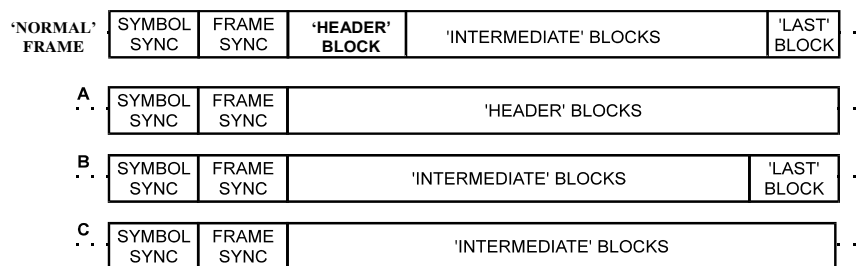 ‘NORMAL’ FRAME SYMBOL SYNC FRAME SYNC ‘HEADER’ BLOCK 'INTERMEDIATE' BLOCKS 'LAST' BLOCK
A SYMBOL SYNC FRAME SYNC 'HEADER' BLOCKS
B SYMBOL SYNC FRAME SYNC 'INTERMEDIATE' BLOCKS 'LAST' BLOCK
C SYMBOL SYNC FRAME SYNC 'INTERMEDIATE' BLOCKS